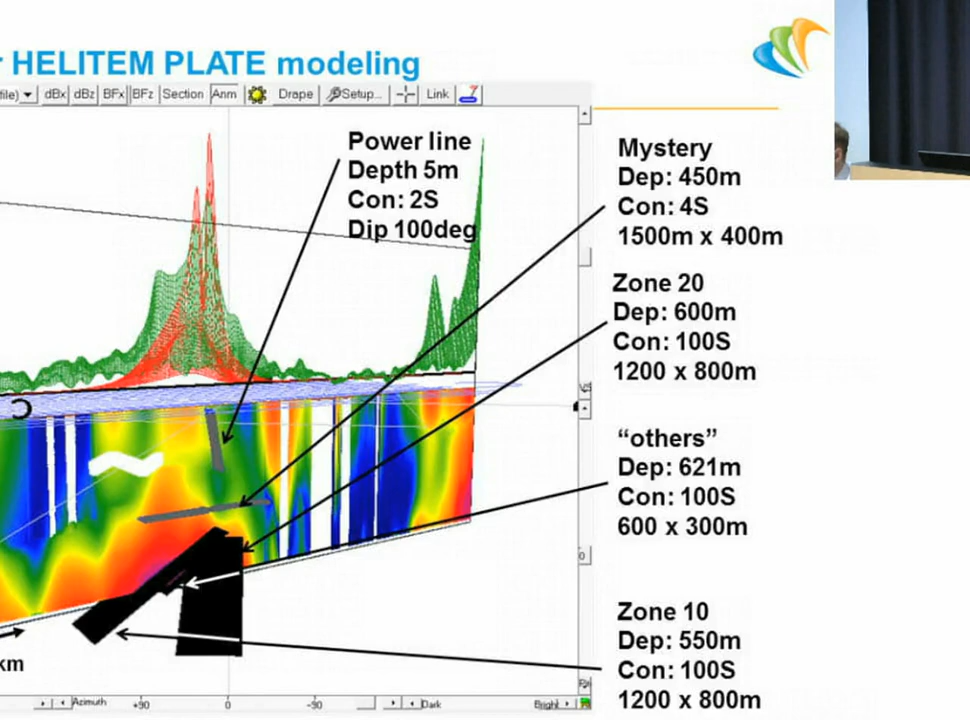 r HELITEM PLATE modeling
file) dBx dBz BFx BFz Section Anm Drape Setup... Link
Power line
Depth 5m
Con: 2S
Dip 100deg
Mystery
Dep: 450m
Con: 4S
1500m x 400m
Zone 20
Dep: 600m
Con: 100S
1200 x 800m
“others”
Dep: 621m
Con: 100S
600 x 300m
Zone 10
Dep: 550m
Con: 100S
1200 x 800m
km
Azimuth +90 0 -90 Dark Bright
0